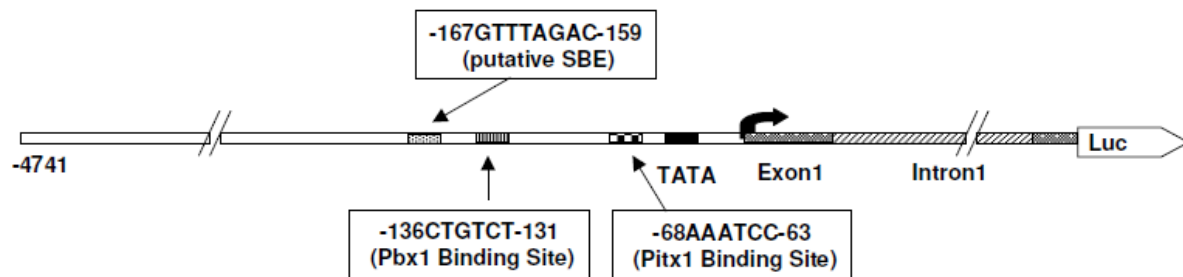 -167GTTTAGAC-159
(putative SBE)
-4741
TATA
Exon1
Intron1
Luc
-136CTGTCT-131
(Pbx1 Binding Site)
-68AAATCC-63
(Pitx1 Binding Site)